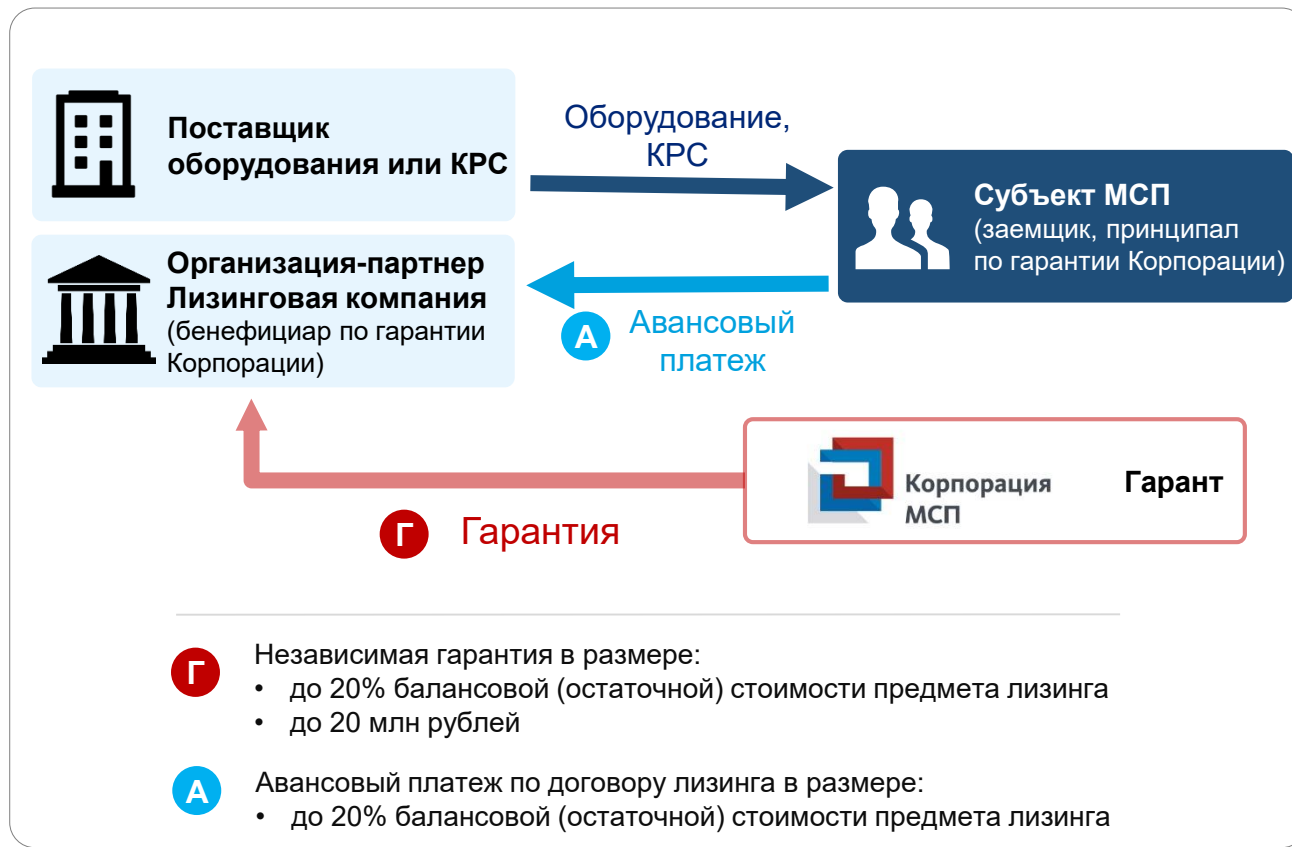 Поставщик
оборудования или КРС
Оборудование,
КРС
Субъект МСП
(заемщик, принципал
по гарантии Корпорации)
Организация-партнер
Лизинговая компания
(бенефициар по гарантии
Корпорации)
А
Авансовый
платеж
Корпорация
МСП
Гарант
Г
Гарантия
Г
Независимая гарантия в размере:
• до 20% балансовой (остаточной) стоимости предмета лизинга
• до 20 млн рублей
А
Авансовый платеж по договору лизинга в размере:
• до 20% балансовой (остаточной) стоимости предмета лизинга